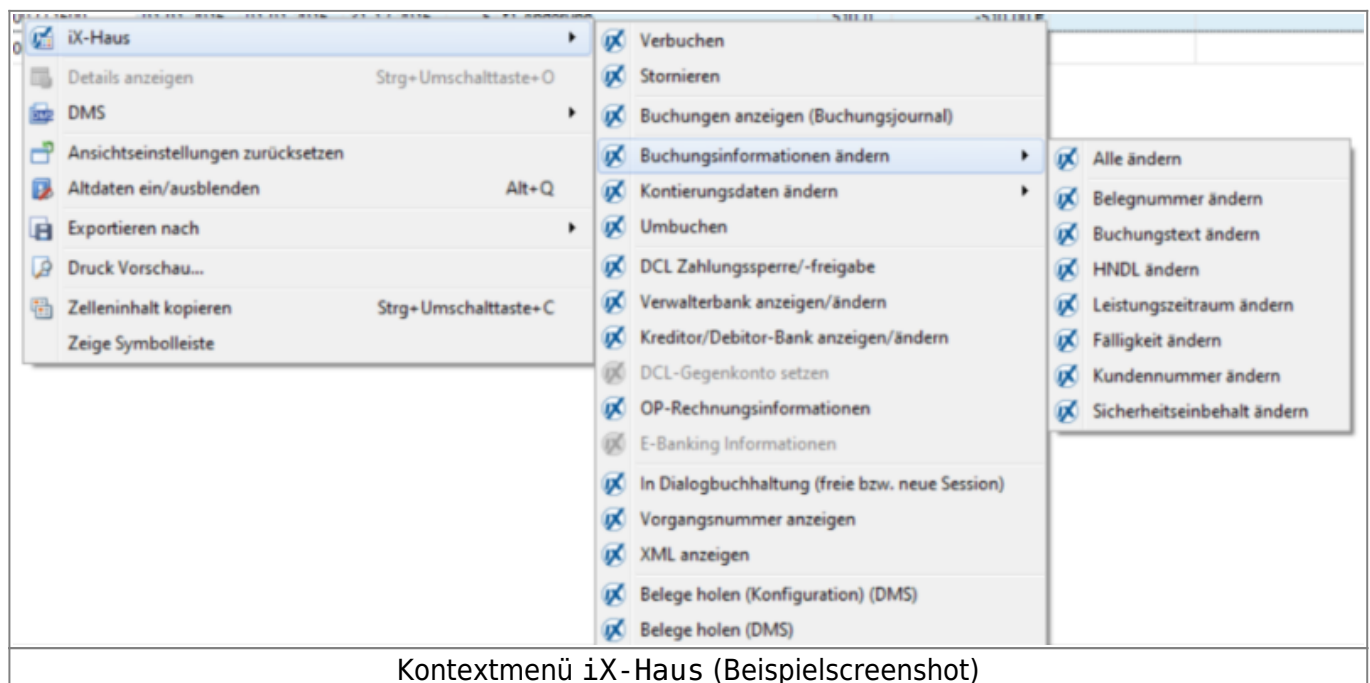 iX-Haus
Details anzeigen Strg+Umschalttaste+O
DMS
Ansichtseinstellungen zurücksetzen
Altdaten ein/ausblenden Alt+Q
Exportieren nach
Druck Vorschau...
Zelleninhalt kopieren Strg+Umschalttaste+C
Zeige Symbolleiste
Verbuchen
Stornieren
Buchungen anzeigen (Buchungsjournal)
Buchungsinformationen ändern
Kontierungsdaten ändern
Umbuchen
DCL Zahlungssperre/-freigabe
Verwalterbank anzeigen/ändern
Kreditor/Debitor-Bank anzeigen/ändern
DCL-Gegenkonto setzen
OP-Rechnungsinformationen
E-Banking Informationen
In Dialogbuchhaltung (freie bzw. neue Session)
Vorgangsnummer anzeigen
XML anzeigen
Belege holen (Konfiguration) (DMS)
Belege holen (DMS)
Alle ändern
Belegnummer ändern
Buchungstext ändern
HNDL ändern
Leistungszeitraum ändern
Fälligkeit ändern
Kundennummer ändern
Sicherheitseinbehalt ändern
Kontextmenü iX-Haus (Beispielscreenshot)